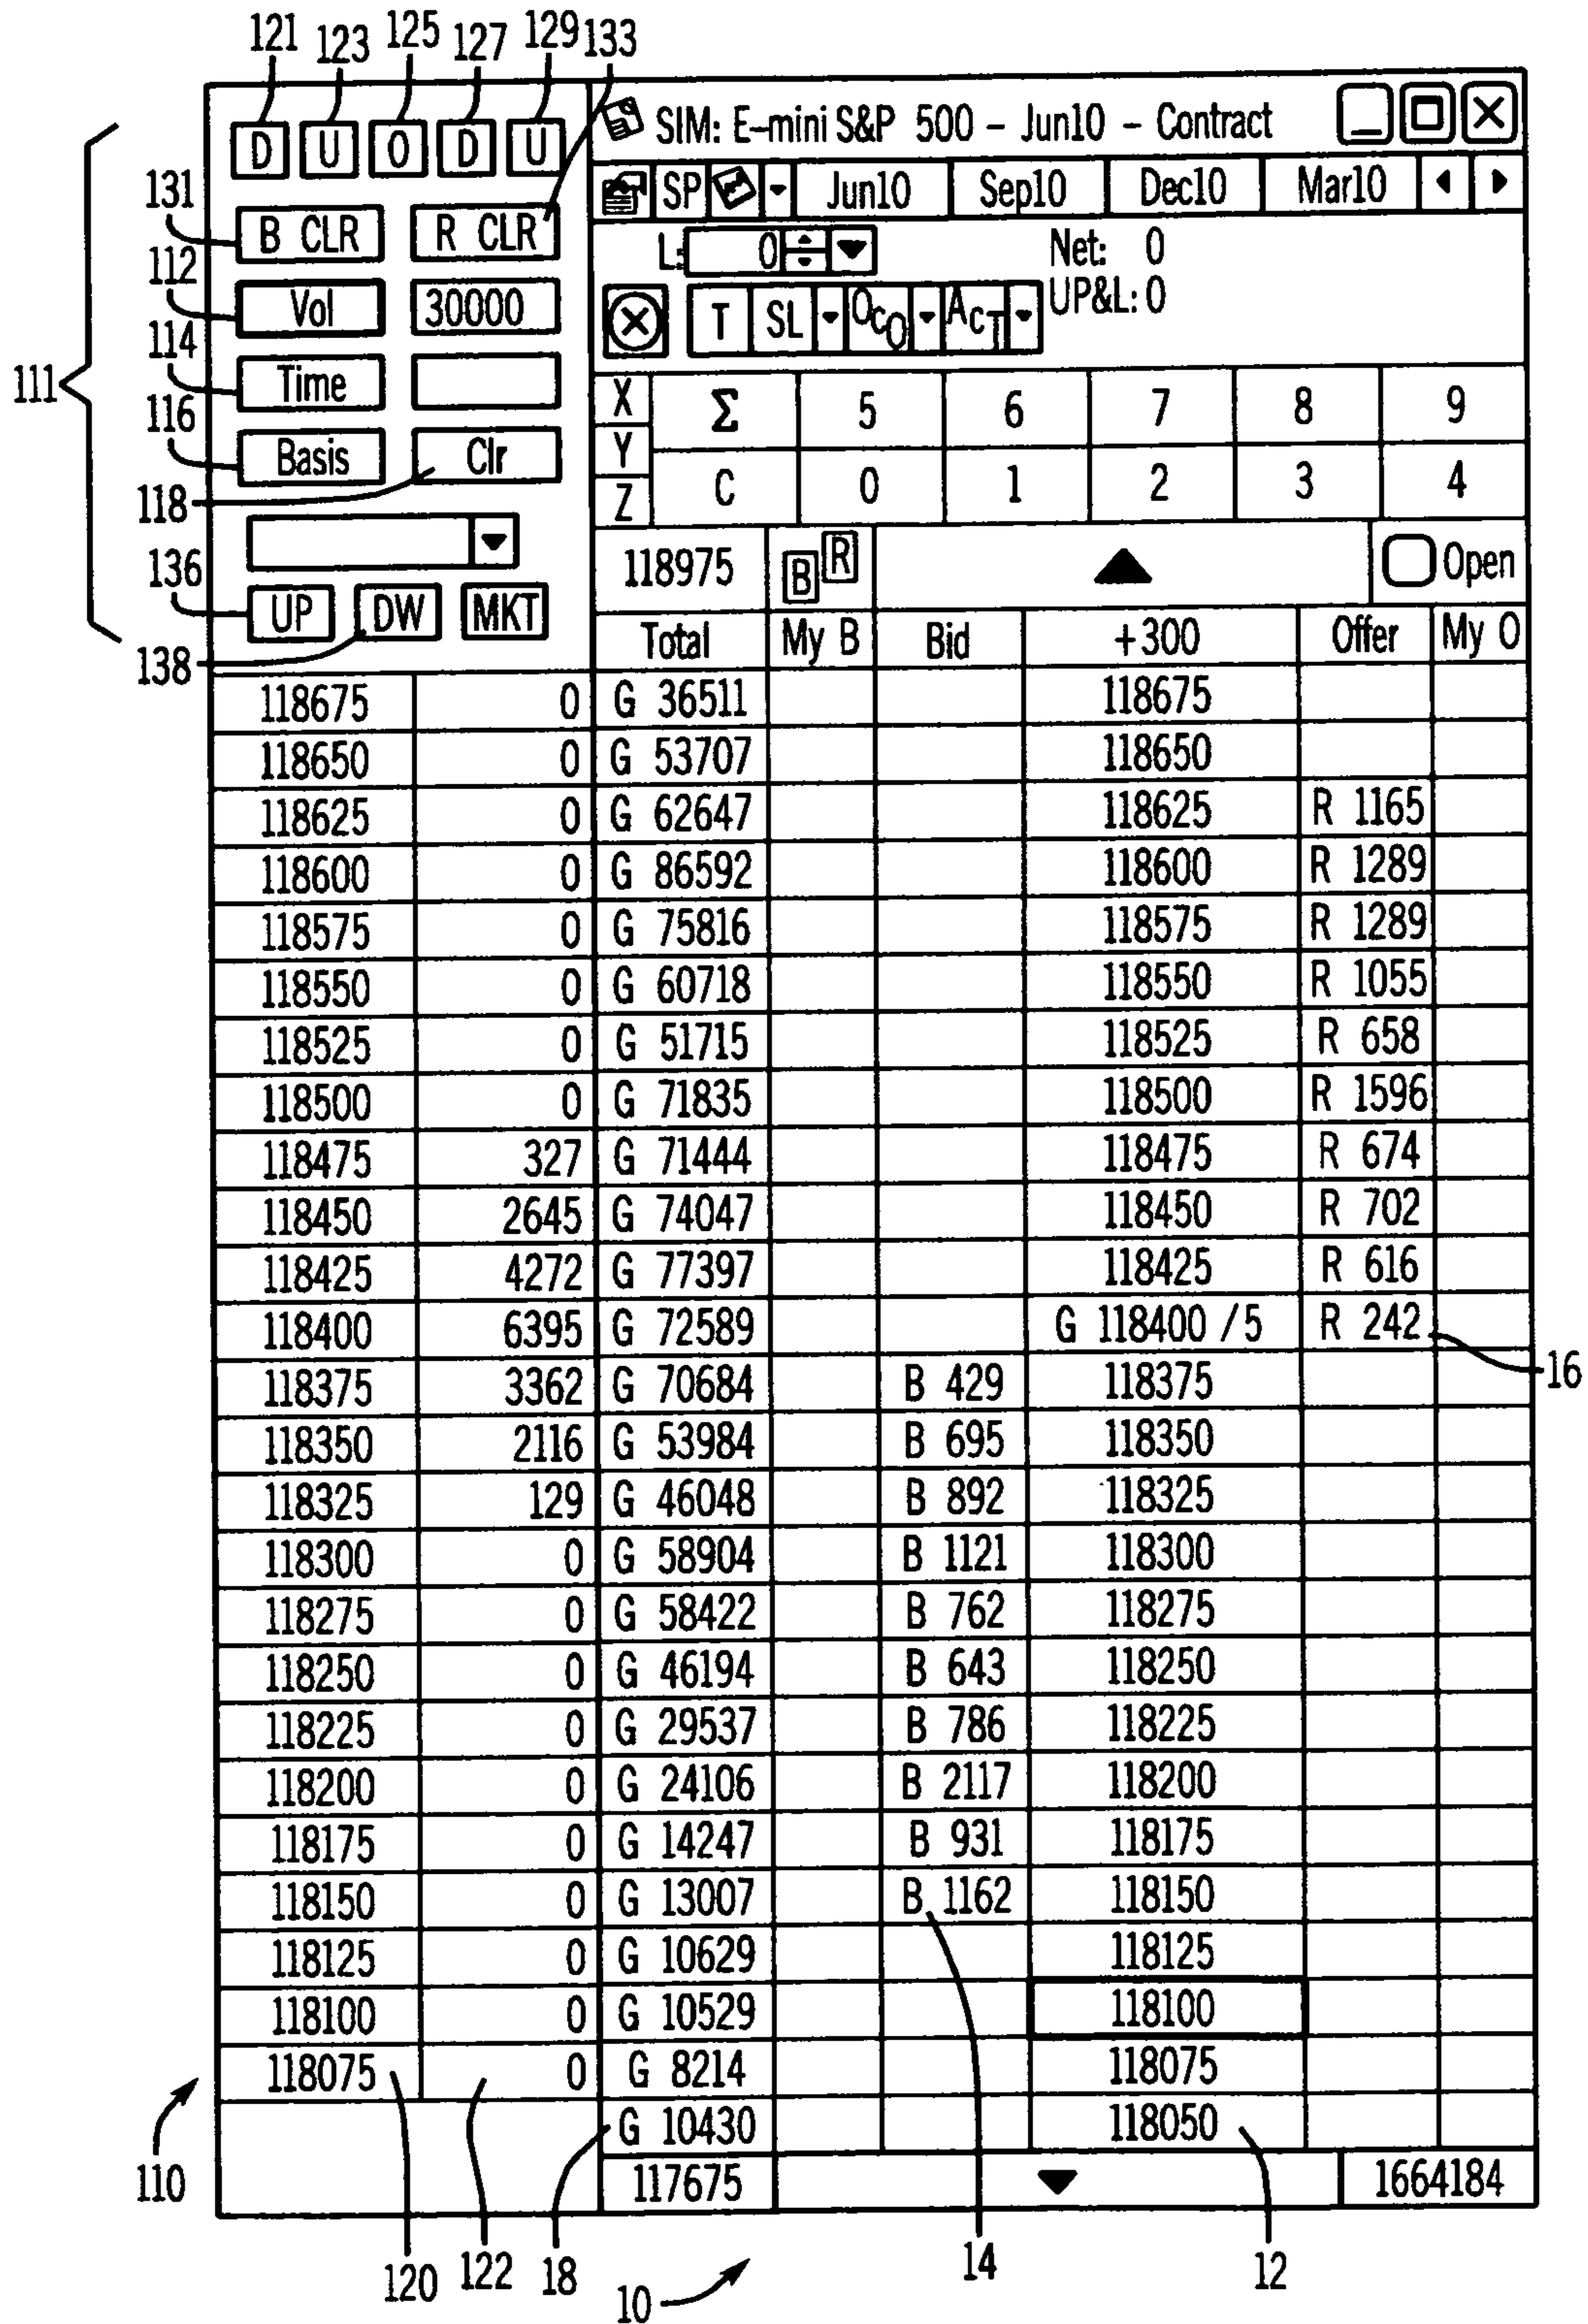 121 123 125 127 129 133
D U O D U
SIM: E-mini S&P 500 - Jun10 - Contract
SP Jun10 Sep10 Dec10 Mar10
131 B CLR R CLR
L: 0 Net: 0
UP&L: 0
112 Vol 30000
T SL OCO ACT
114 Time
111
116 Basis Clr
118
X Y Z
Σ 5 6 7 8 9
C 0 1 2 3 4
118975 B R Open
136 UP DW MKT
138
Total My B Bid +300 Offer My O
118675 0 G 36511 118675
118650 0 G 53707 118650
118625 0 G 62647 118625 R 1165
118600 0 G 86592 118600 R 1289
118575 0 G 75816 118575 R 1289
118550 0 G 60718 118550 R 1055
118525 0 G 51715 118525 R 658
118500 0 G 71835 118500 R 1596
118475 327 G 71444 118475 R 674
118450 2645 G 74047 118450 R 702
118425 4272 G 77397 118425 R 616
118400 6395 G 72589 G 118400 /5 R 242
16
118375 3362 G 70684 B 429 118375
118350 2116 G 53984 B 695 118350
118325 129 G 46048 B 892 118325
118300 0 G 58904 B 1121 118300
118275 0 G 58422 B 762 118275
118250 0 G 46194 B 643 118250
118225 0 G 29537 B 786 118225
118200 0 G 24106 B 2117 118200
118175 0 G 14247 B 931 118175
118150 0 G 13007 B 1162 118150
118125 0 G 10629 118125
118100 0 G 10529 118100
118075 0 G 8214 118075
G 10430 118050
110
117675 1664184
120 122 18 10 14 12